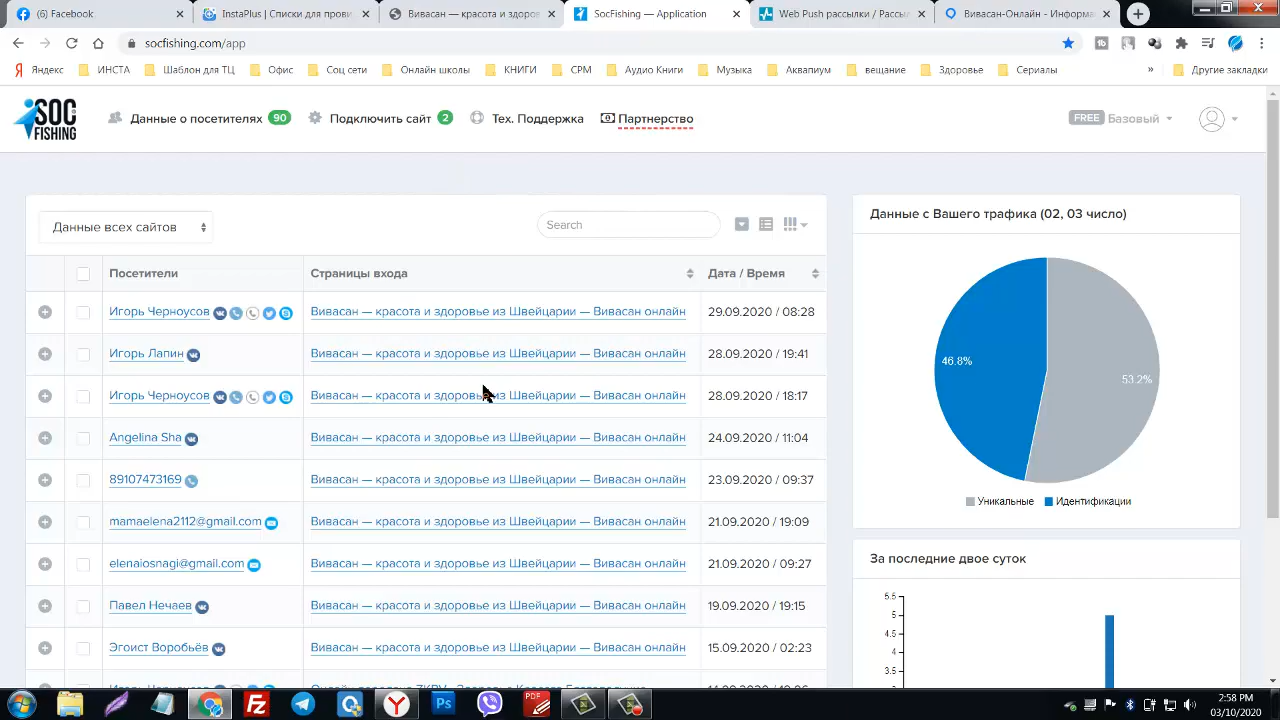 Facebook
InstaPlus | Списки для пре
Вивасан — красота и здоров
SocFishing — Application
Web Push рассылки / Рассыл
Вивасан-Онлайн - Информа
socfishing.com/app
Яндекс
ИНСТА
Шаблон для ТЦ
Офис
Соц сети
Онлайн школы
КНИГИ
СРМ
Аудио Книги
Музыка
Аквапиум
вещание
Здоровье
Сериалы
»
Другие закладки
SOC FISHING
Данные о посетителях 90
Подключить сайт 2
Тех. Поддержка
Партнерство
FREE Базовый
Данные всех сайтов
Search
Посетители
Страницы входа
Дата / Время
Игорь Черноусов Вивасан — красота и здоровье из Швейцарии — Вивасан онлайн 29.09.2020 / 08:28
Игорь Лапин Вивасан — красота и здоровье из Швейцарии — Вивасан онлайн 28.09.2020 / 19:41
Игорь Черноусов Вивасан — красота и здоровье из Швейцарии — Вивасан онлайн 28.09.2020 / 18:17
Angelina Sha Вивасан — красота и здоровье из Швейцарии — Вивасан онлайн 24.09.2020 / 11:04
89107473169 Вивасан — красота и здоровье из Швейцарии — Вивасан онлайн 23.09.2020 / 09:37
mamaelena2112@gmail.com Вивасан — красота и здоровье из Швейцарии — Вивасан онлайн 21.09.2020 / 19:09
elenaiosnagi@gmail.com Вивасан — красота и здоровье из Швейцарии — Вивасан онлайн 21.09.2020 / 09:27
Павел Нечаев Вивасан — красота и здоровье из Швейцарии — Вивасан онлайн 19.09.2020 / 19:15
Эгоист Воробьёв Вивасан — красота и здоровье из Швейцарии — Вивасан онлайн 15.09.2020 / 02:23
Данные с Вашего трафика (02, 03 число)
46.8%
53.2%
Уникальные
Идентификации
За последние двое суток
5.5
5
4.5
4
3.5
2:58 PM
03/10/2020